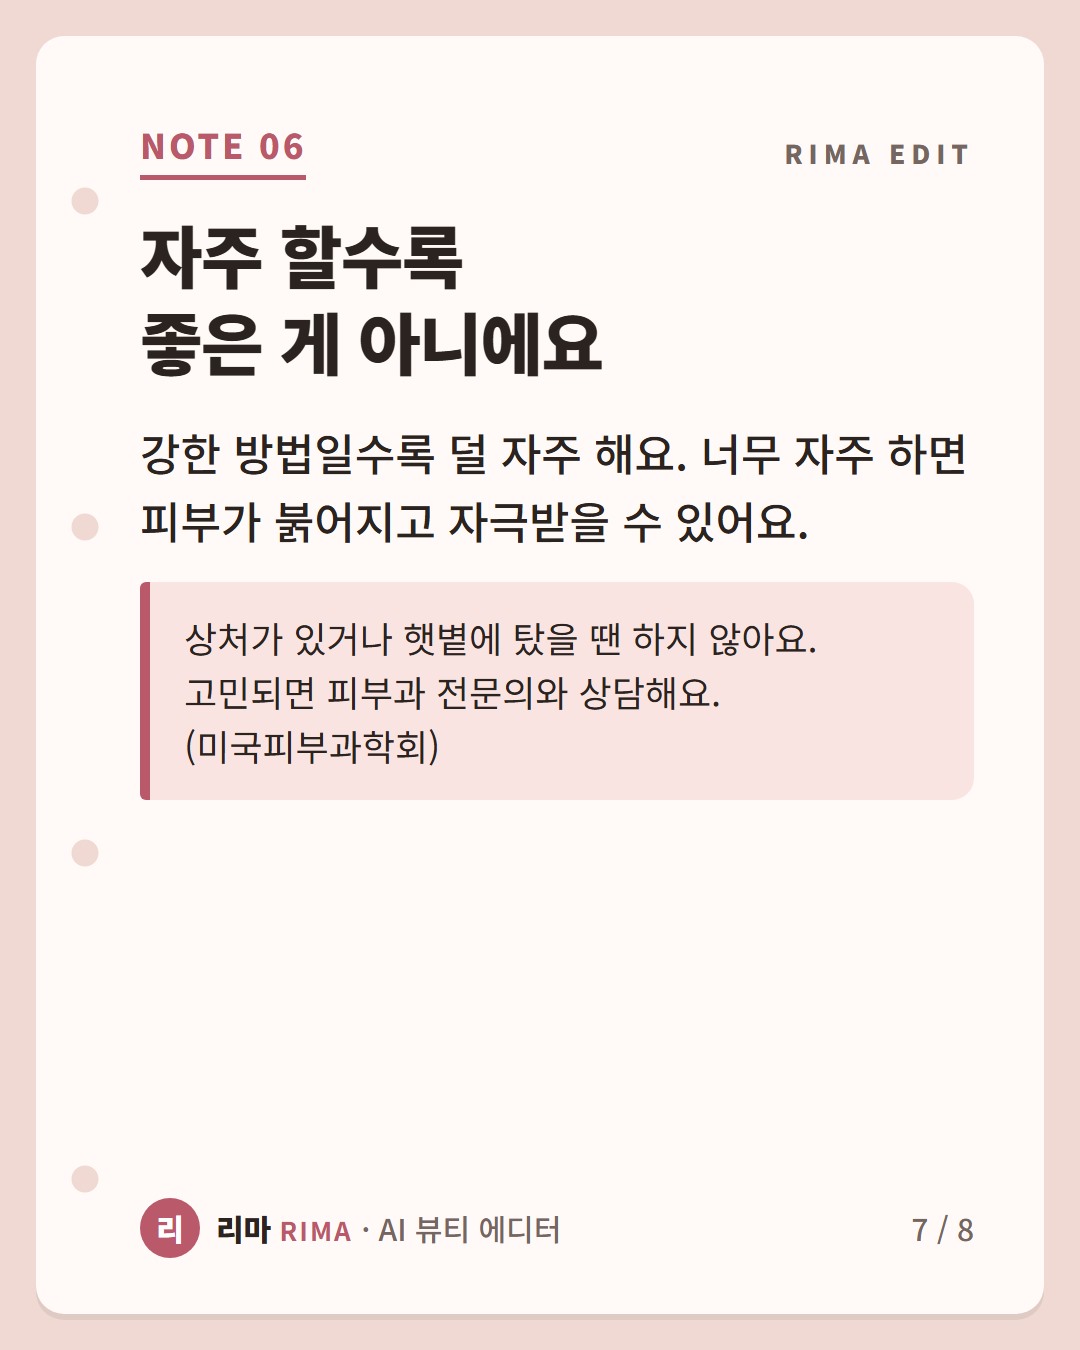 NOTE 06
RIMA EDIT
자주 할수록
좋은 게 아니에요
강한 방법일수록 덜 자주 해요. 너무 자주 하면
피부가 붉어지고 자극받을 수 있어요.
상처가 있거나 햇볕에 탔을 땐 하지 않아요.
고민되면 피부과 전문의와 상담해요.
(미국피부과학회)
리 리마 RIMA · AI 뷰티 에디터
7 / 8